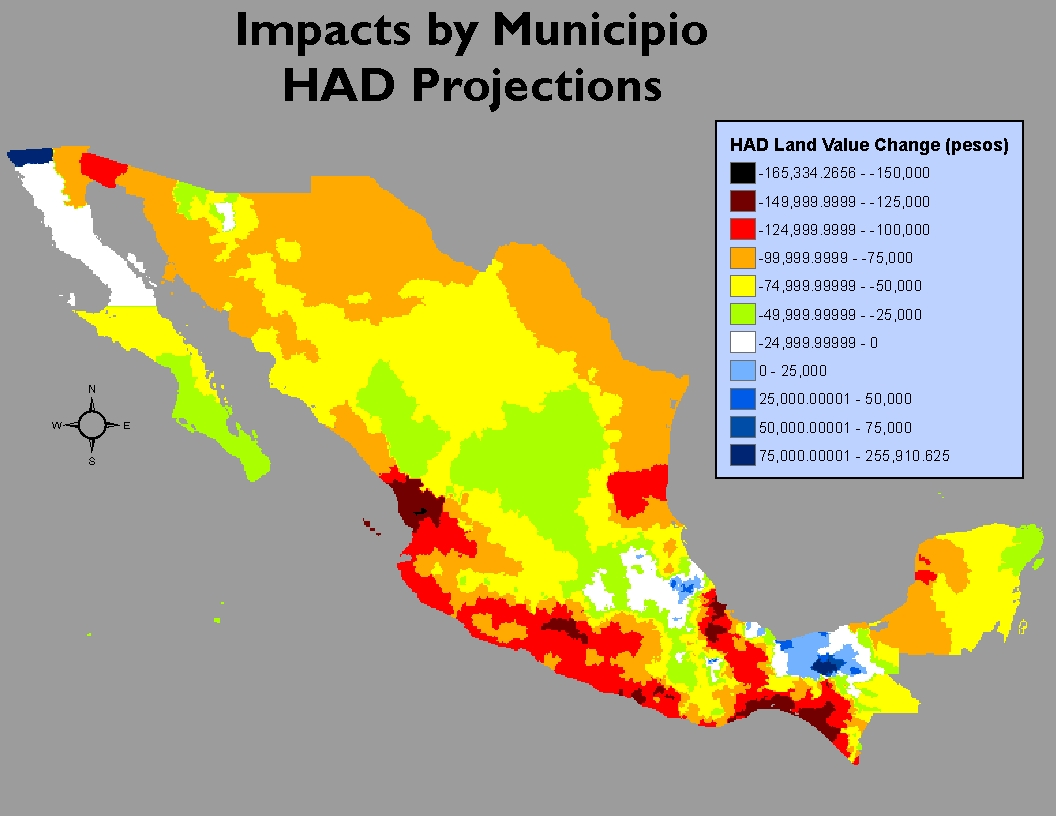 Impacts by Municipio
HAD Projections
HAD Land Value Change (pesos)
-165,334.2656 - -150,000
-149,999.9999 - -125,000
-124,999.9999 - -100,000
-99,999.9999 - -75,000
-74,999.99999 - -50,000
-49,999.99999 - -25,000
-24,999.99999 - 0
0 - 25,000
25,000.00001 - 50,000
50,000.00001 - 75,000
75,000.00001 - 255,910.625
N
W E
S